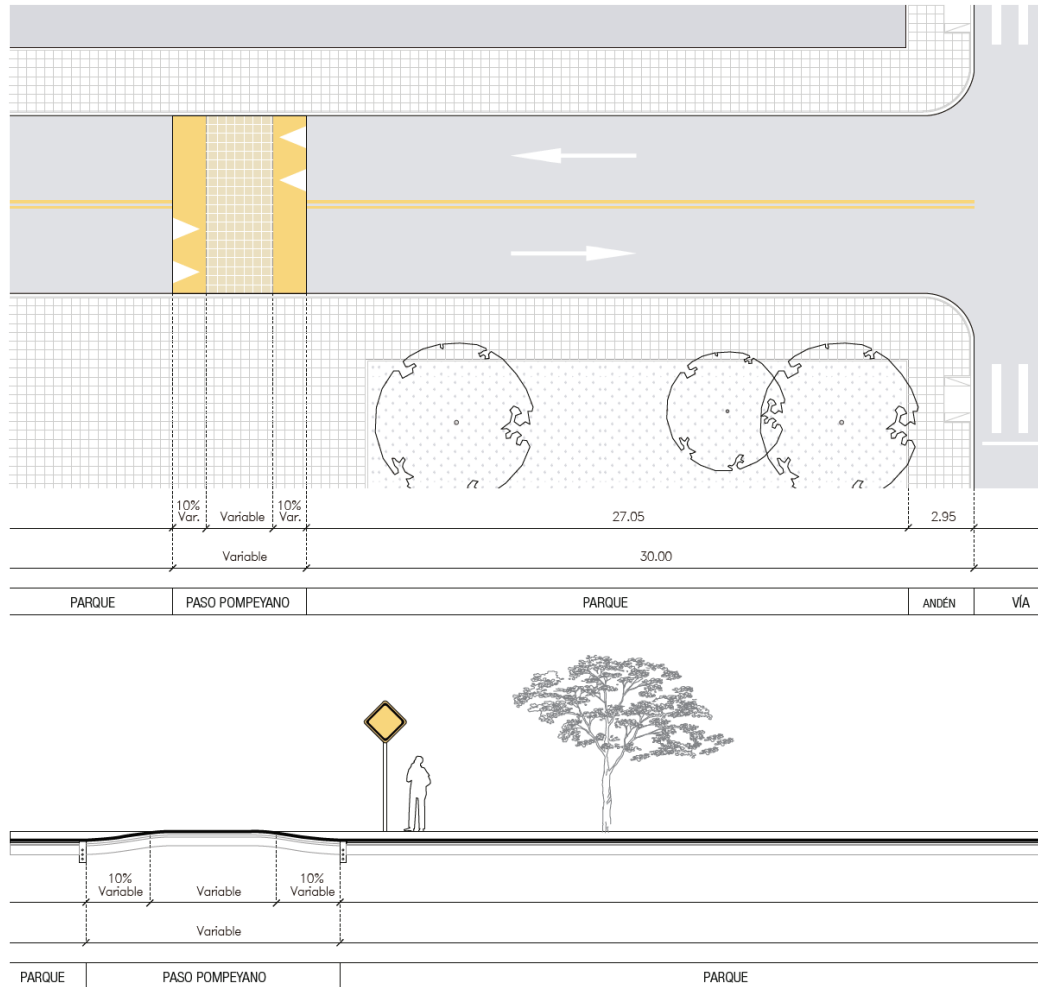 10%
Var.
Variable
10%
Var.
27.05
2.95
Variable
30.00
PARQUE
PASO POMPEYANO
PARQUE
ANDÉN
VÍA
10%
Variable
Variable
10%
Variable
Variable
PARQUE
PASO POMPEYANO
PARQUE